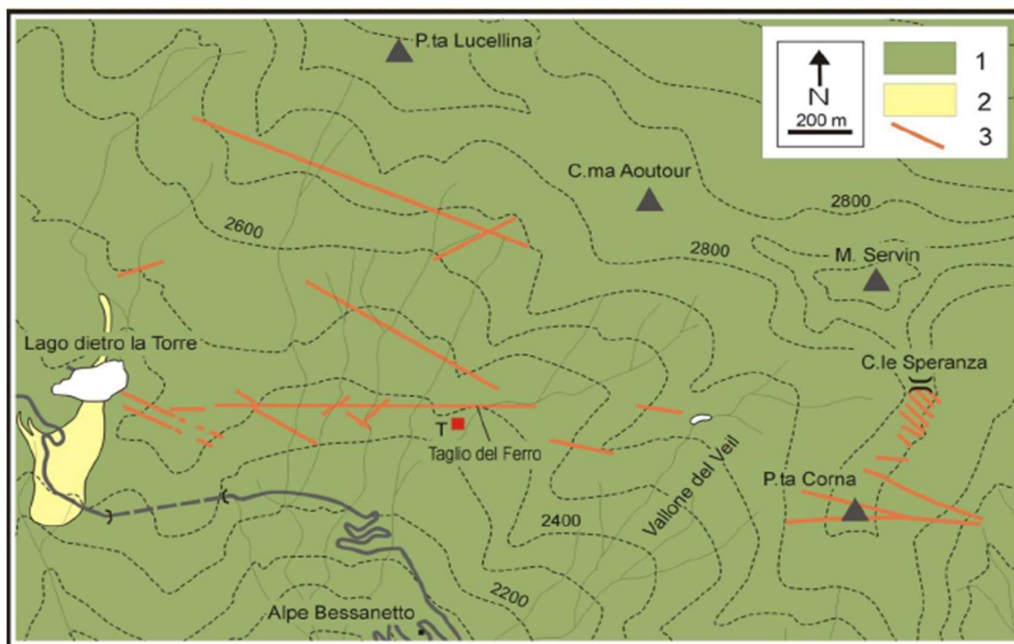 P.ta Lucellina
N
200 m
1
2
3
C.ma Aoutour
2800
2600
2800
M. Servin
Lago dietro la Torre
C.le Speranza
T
Taglio del Ferro
P.ta Corna
Vallone del Veil
2400
2200
Alpe Bessanetto